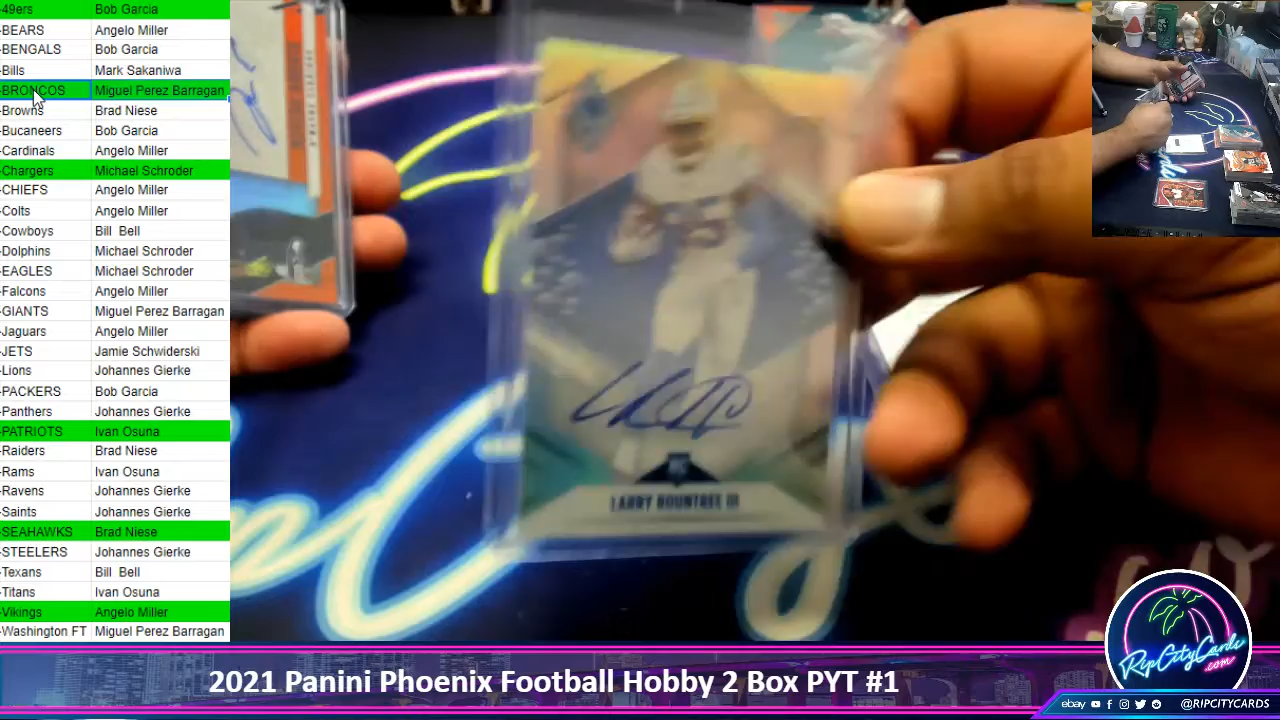 -49ers Bob Garcia
-BEARS Angelo Miller
-BENGALS Bob Garcia
-Bills Mark Sakaniwa
-BRONCOS Miguel Perez Barragan
-Browns Brad Niese
-Bucaneers Bob Garcia
-Cardinals Angelo Miller
-Chargers Michael Schroder
-CHIEFS Angelo Miller
-Colts Angelo Miller
-Cowboys Bill Bell
-Dolphins Michael Schroder
-EAGLES Michael Schroder
-Falcons Angelo Miller
-GIANTS Miguel Perez Barragan
-Jaguars Angelo Miller
-JETS Jamie Schwiderski
-Lions Johannes Gierke
-PACKERS Bob Garcia
-Panthers Johannes Gierke
-PATRIOTS Ivan Osuna
-Raiders Brad Niese
-Rams Ivan Osuna
-Ravens Johannes Gierke
-Saints Johannes Gierke
-SEAHAWKS Brad Niese
-STEELERS Johannes Gierke
-Texans Bill Bell
-Titans Ivan Osuna
-Vikings Angelo Miller
-Washington FT Miguel Perez Barragan
LARRY ROUNTREE III
2021 Panini Phoenix Football Hobby 2 Box PYT #1
RipCityCards
.com
ebay @RIPCITYCARDS